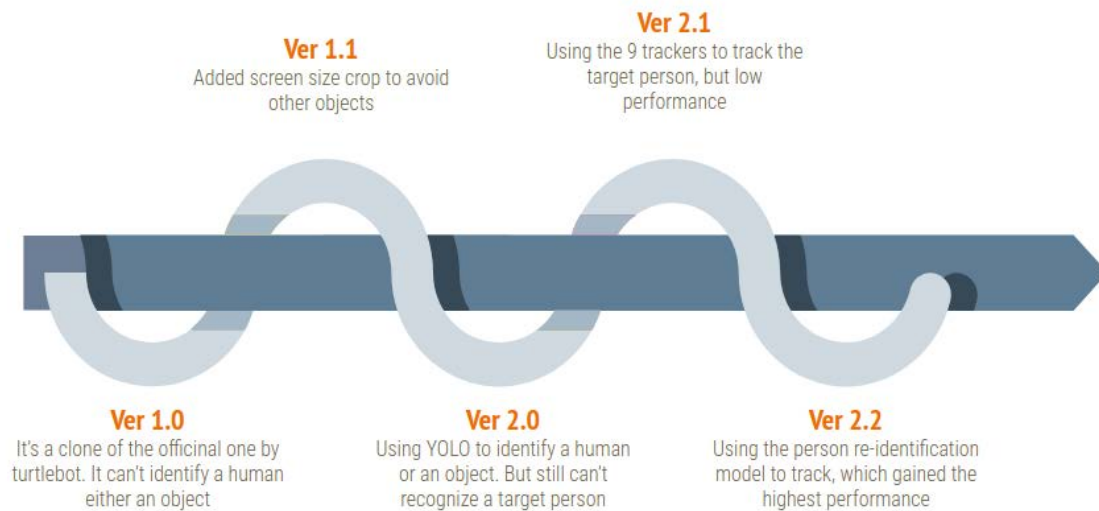 Ver 1.1
Added screen size crop to avoid
other objects
Ver 2.1
Using the 9 trackers to track the
target person, but low
performance
Ver 1.0
It's a clone of the officinal one by
turtlebot. It can't identify a human
either an object
Ver 2.0
Using YOLO to identify a human
or an object. But still can't
recognize a target person
Ver 2.2
Using the person re-identification
model to track, which gained the
highest performance